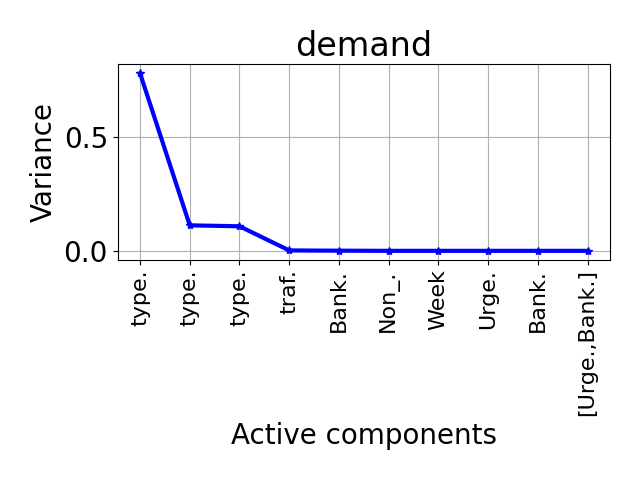 demand
Variance
0.5
0.0
type.
type.
type.
traf.
Bank.
Non_.
Week
Urge.
Bank.
[Urge.,Bank.]
Active components